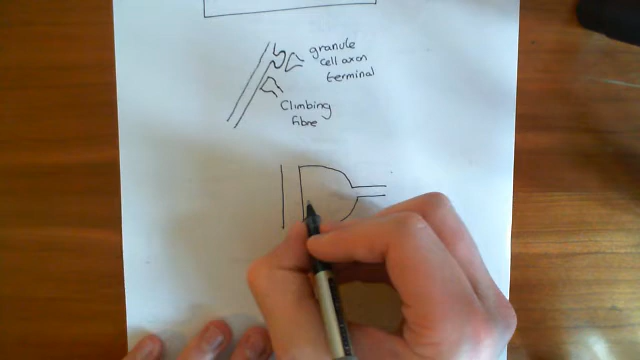 granule
cell axon
terminal
Climbing
fibre